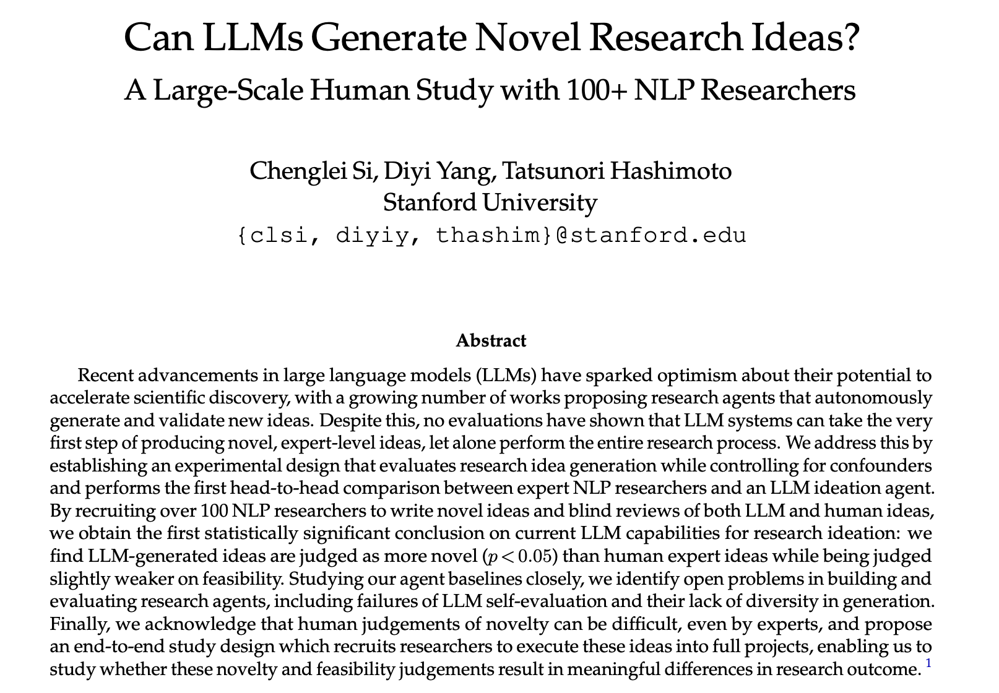 Can LLMs Generate Novel Research Ideas?
A Large-Scale Human Study with 100+ NLP Researchers
Chenglei Si, Diyi Yang, Tatsunori Hashimoto
Stanford University
{clsi, diyiy, thashim}@stanford.edu
Abstract
Recent advancements in large language models (LLMs) have sparked optimism about their potential to
accelerate scientific discovery, with a growing number of works proposing research agents that autonomously
generate and validate new ideas. Despite this, no evaluations have shown that LLM systems can take the very
first step of producing novel, expert-level ideas, let alone perform the entire research process. We address this by
establishing an experimental design that evaluates research idea generation while controlling for confounders
and performs the first head-to-head comparison between expert NLP researchers and an LLM ideation agent.
By recruiting over 100 NLP researchers to write novel ideas and blind reviews of both LLM and human ideas,
we obtain the first statistically significant conclusion on current LLM capabilities for research ideation: we
find LLM-generated ideas are judged as more novel (p < 0.05) than human expert ideas while being judged
slightly weaker on feasibility. Studying our agent baselines closely, we identify open problems in building and
evaluating research agents, including failures of LLM self-evaluation and their lack of diversity in generation.
Finally, we acknowledge that human judgements of novelty can be difficult, even by experts, and propose
an end-to-end study design which recruits researchers to execute these ideas into full projects, enabling us to
study whether these novelty and feasibility judgements result in meaningful differences in research outcome. 1